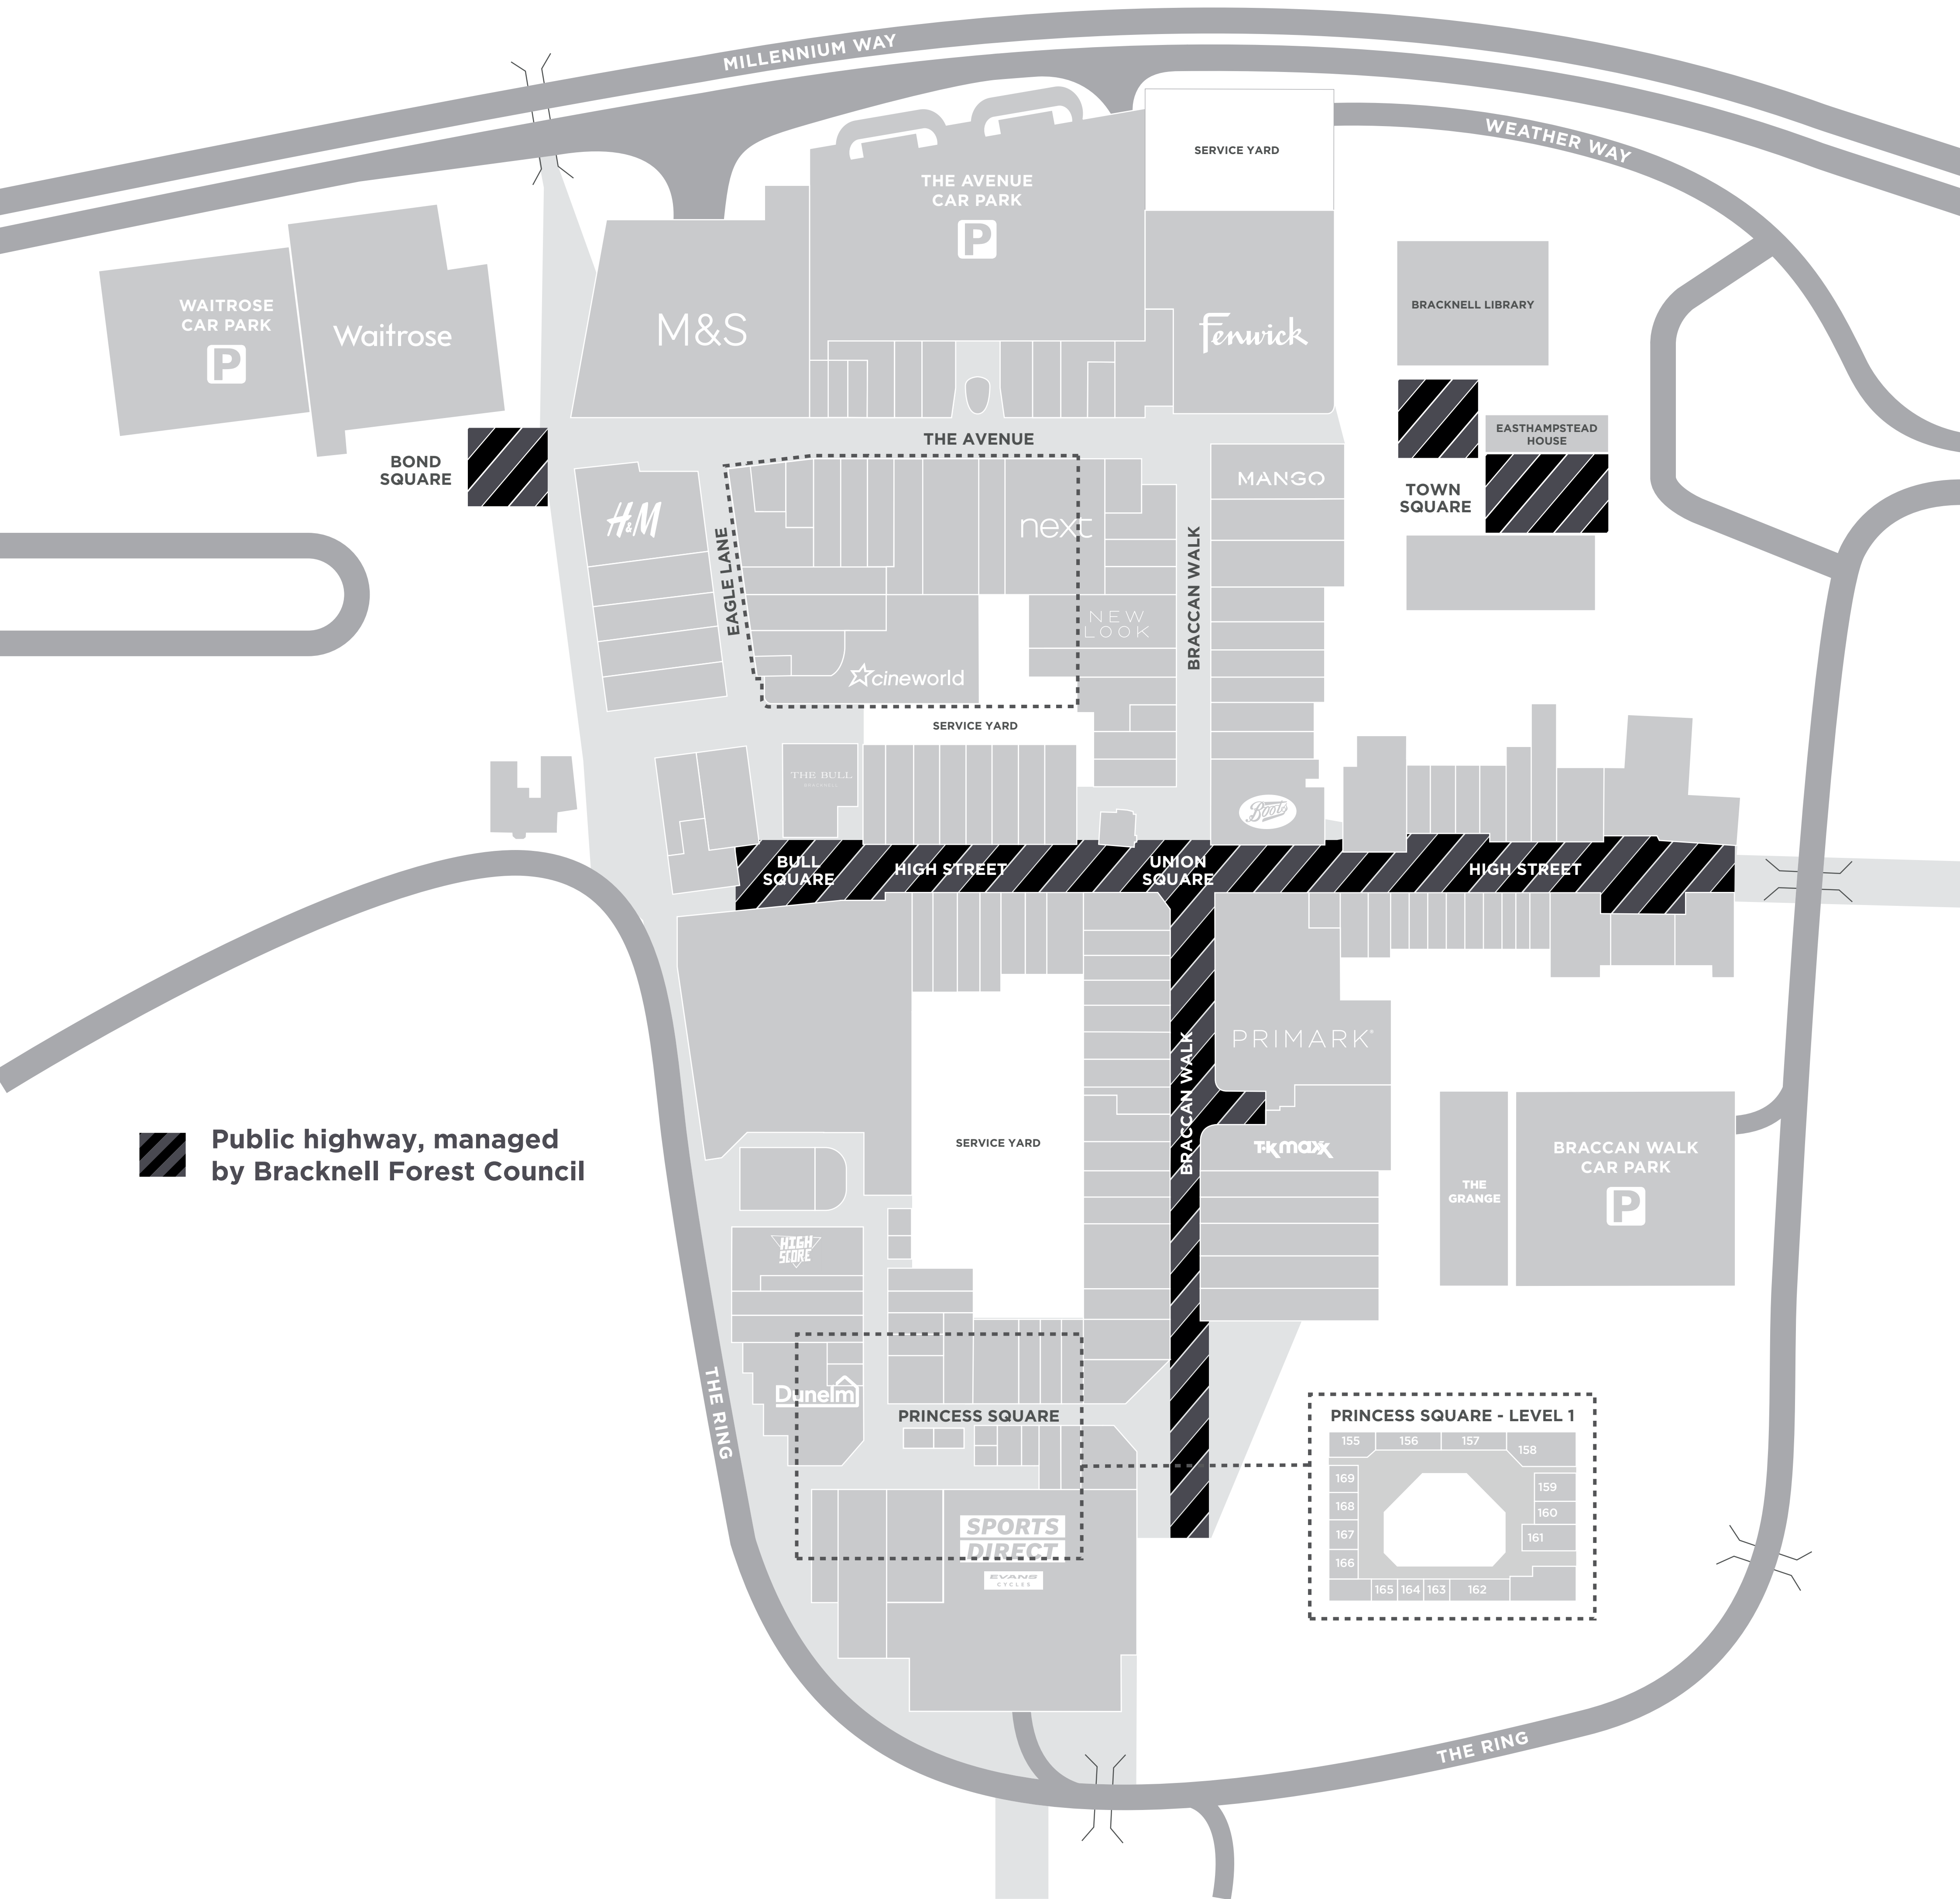 MILLENNIUM WAY
WEATHER WAY
SERVICE YARD
THE AVENUE
CAR PARK
P
WAITROSE
CAR PARK
P
Waitrose
M&S
Fenwick
BRACKNELL LIBRARY
EASTHAMPSTEAD
HOUSE
THE AVENUE
BOND
SQUARE
TOWN
SQUARE
H&M
EAGLE LANE
next
MANGO
BRACCAN WALK
NEW
LOOK
cineworld
SERVICE YARD
THE BULL
BRACKNELL
Boots
BULL
SQUARE
HIGH STREET
UNION
SQUARE
HIGH STREET
PRIMARK
BRACCAN WALK
Public highway, managed
by Bracknell Forest Council
SERVICE YARD
TK maxx
THE
GRANGE
BRACCAN WALK
CAR PARK
P
HIGH
SCORE
THE RING
Dunelm
PRINCESS SQUARE
PRINCESS SQUARE - LEVEL 1
155 156 157 158
169 159
168 160
167 161
166
165 164 163 162
SPORTS
DIRECT
EVANS
CYCLES
THE RING